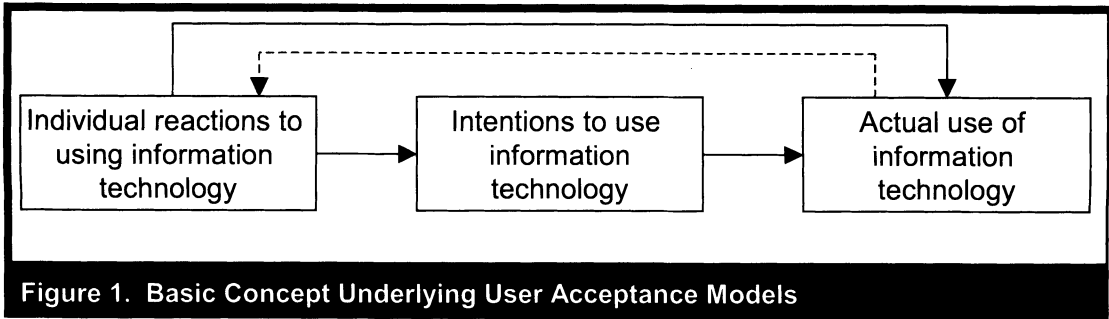 Individual reactions to
using information
technology
Intentions to use
information
technology
Actual use of
information
technology
Figure 1. Basic Concept Underlying User Acceptance Models